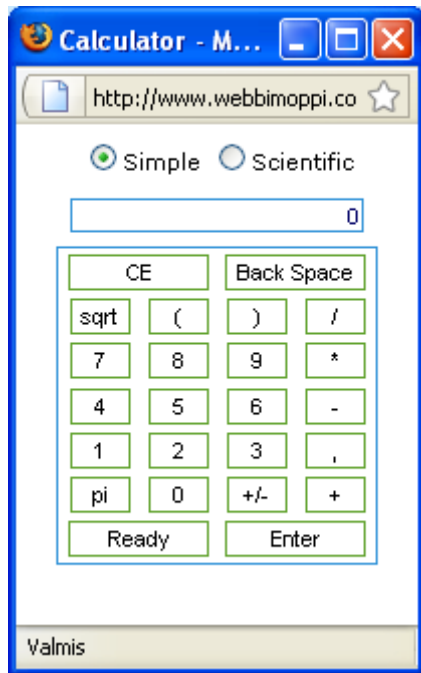 Calculator - M...
http://www.webbimoppi.co
Simple Scientific
0
CE Back Space
sqrt ( ) /
7 8 9 *
4 5 6 -
1 2 3 ,
pi 0 +/- +
Ready Enter
Valmis